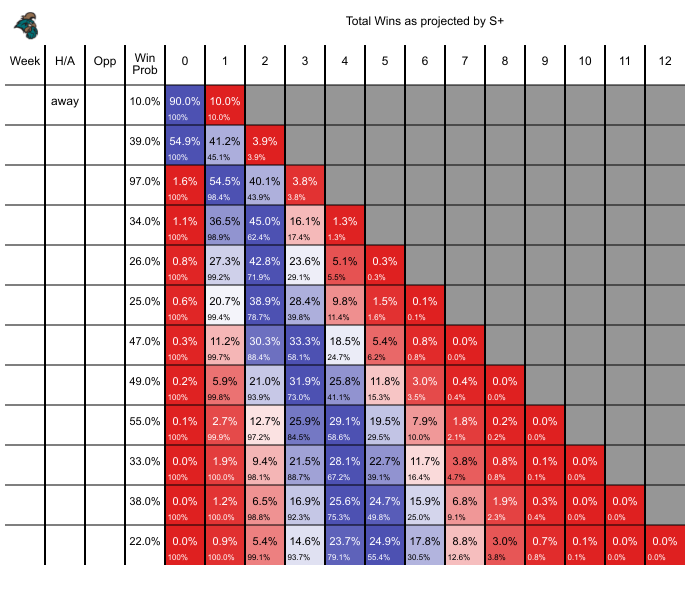 Total Wins as projected by S+
Week H/A Opp Win Prob 0 1 2 3 4 5 6 7 8 9 10 11 12
away 10.0% 90.0% 10.0%
100% 10.0%
39.0% 54.9% 41.2% 3.9%
100% 45.1% 3.9%
97.0% 1.6% 54.5% 40.1% 3.8%
100% 98.4% 43.9% 3.8%
34.0% 1.1% 36.5% 45.0% 16.1% 1.3%
100% 98.9% 62.4% 17.4% 1.3%
26.0% 0.8% 27.3% 42.8% 23.6% 5.1% 0.3%
100% 99.2% 71.9% 29.1% 5.5% 0.3%
25.0% 0.6% 20.7% 38.9% 28.4% 9.8% 1.5% 0.1%
100% 99.4% 78.7% 39.8% 11.4% 1.6% 0.1%
47.0% 0.3% 11.2% 30.3% 33.3% 18.5% 5.4% 0.8% 0.0%
100% 99.7% 88.4% 58.1% 24.7% 6.2% 0.8% 0.0%
49.0% 0.2% 5.9% 21.0% 31.9% 25.8% 11.8% 3.0% 0.4% 0.0%
100% 99.8% 93.9% 73.0% 41.1% 15.3% 3.5% 0.4% 0.0%
55.0% 0.1% 2.7% 12.7% 25.9% 29.1% 19.5% 7.9% 1.8% 0.2% 0.0%
100% 99.9% 97.2% 84.5% 58.6% 29.5% 10.0% 2.1% 0.2% 0.0%
33.0% 0.0% 1.9% 9.4% 21.5% 28.1% 22.7% 11.7% 3.8% 0.8% 0.1% 0.0%
100% 100.0% 98.1% 88.7% 67.2% 39.1% 16.4% 4.7% 0.8% 0.1% 0.0%
38.0% 0.0% 1.2% 6.5% 16.9% 25.6% 24.7% 15.9% 6.8% 1.9% 0.3% 0.0% 0.0%
100% 100.0% 98.8% 92.3% 75.3% 49.8% 25.0% 9.1% 2.3% 0.4% 0.0% 0.0%
22.0% 0.0% 0.9% 5.4% 14.6% 23.7% 24.9% 17.8% 8.8% 3.0% 0.7% 0.1% 0.0% 0.0%
100% 100.0% 99.1% 93.7% 79.1% 55.4% 30.5% 12.6% 3.8% 0.8% 0.1% 0.0% 0.0%